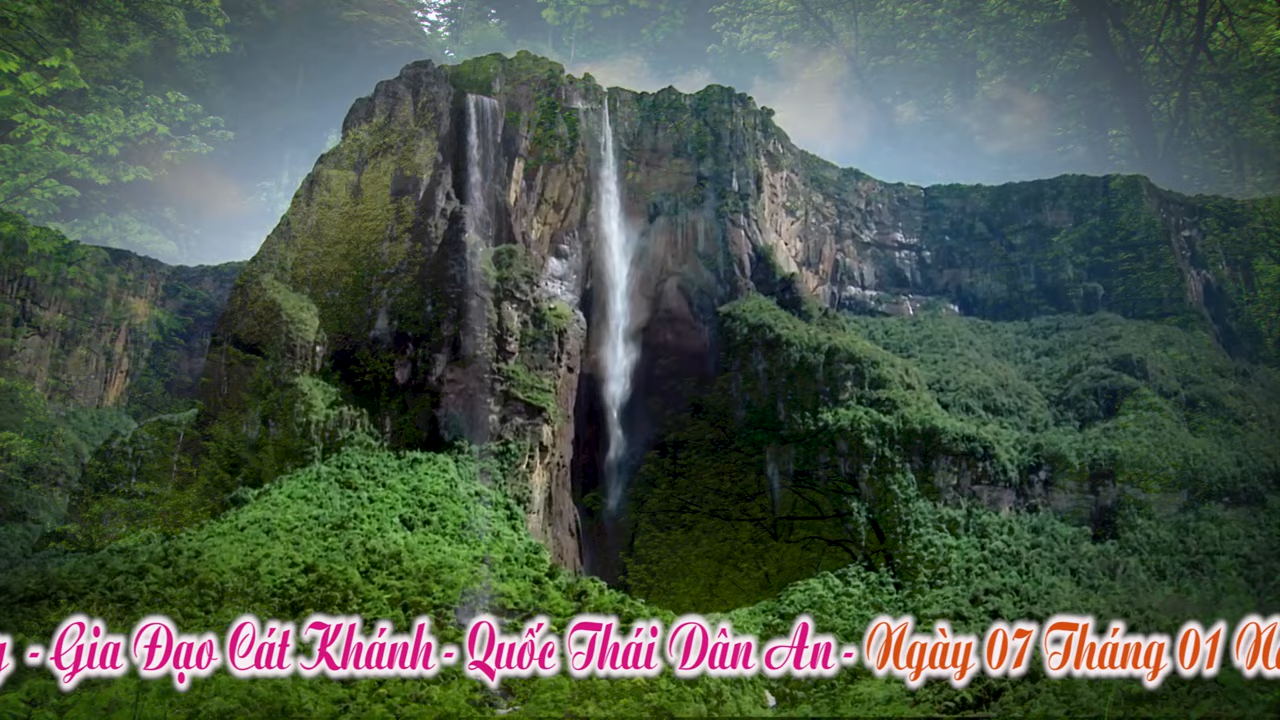 - Gia Đạo Cát Khánh - Quốc Thái Dân An - Ngày 07 Tháng 01